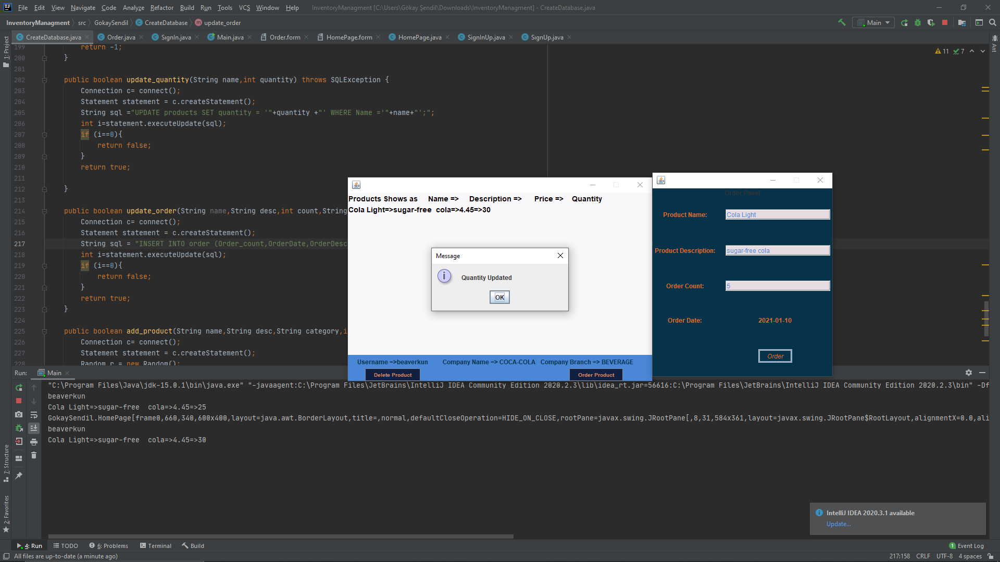 File Edit View Navigate Code Analyze Refactor Build Run Tools VCS Window Help InventoryManagment [C:\Users\Gökay Şendil\Downloads\InventoryManagment] - CreateDatabase.java
InventoryManagment src GokaySendil CreateDatabase update_order
Main
CreateDatabase.java Order.java SıgnIn.java Main.java Order.form HomePage.form HomePage.java SıgnInUp.java SıgnUp.java
1: Project
Ant
11 7
199 return -1;
200 }
201
202 public boolean update_quantity(String name,int quantity) throws SQLException {
203 Connection c= connect();
204 Statement statement = c.createStatement();
205 String sql ="UPDATE products SET quantity = '"+quantity +"' WHERE Name ='"+name+"';";
206 int i=statement.executeUpdate(sql);
207 if (i==0){
208 return false;
209 }
210 return true;
211
212 }
213
214 public boolean update_order(String name,String desc,int count,String
215 Connection c= connect();
216 Statement statement = c.createStatement();
217 String sql = "INSERT INTO order (Order_count,OrderDate,OrderDesc
218 int i=statement.executeUpdate(sql);
219 if (i==0){
220 return false;
221 }
222 return true;
223 }
224
225 public boolean add_product(String name,String desc,String category,i
226 Connection c= connect();
227 Statement statement = c.createStatement();
228 Random r = new Random();
Products Shows as Name => Description => Price => Quantity
Cola Light=>sugar-free cola=>4.45=>30
Message
Quantity Updated
OK
Username =>beaverkun Company Name => COCA-COLA Company Branch => BEVERAGE
Delete Product Order Product
Order Panel
Product Name: Cola Light
Product Description: sugar-free cola
Order Count: 5
Order Date: 2021-01-10
Order
Run: Main
"C:\Program Files\Java\jdk-15.0.1\bin\java.exe" "-javaagent:C:\Program Files\JetBrains\IntelliJ IDEA Community Edition 2020.2.3\lib\idea_rt.jar=56616:C:\Program Files\JetBrains\IntelliJ IDEA Community Edition 2020.2.3\bin" -Df
beaverkun
Cola Light=>sugar-free cola=>4.45=>25
GokaySendil.HomePage[frame0,660,340,600x400,layout=java.awt.BorderLayout,title=,normal,defaultCloseOperation=HIDE_ON_CLOSE,rootPane=javax.swing.JRootPane[,8,31,584x361,layout=javax.swing.JRootPane$RootLayout,alignmentX=0.0,ali
beaverkun
Cola Light=>sugar-free cola=>4.45=>30
7: Structure
2: Favorites
IntelliJ IDEA 2020.3.1 available
Update...
4: Run TODO 6: Problems Terminal Build 1 Event Log
All files are up-to-date (a minute ago) 217:158 CRLF UTF-8 4 spaces